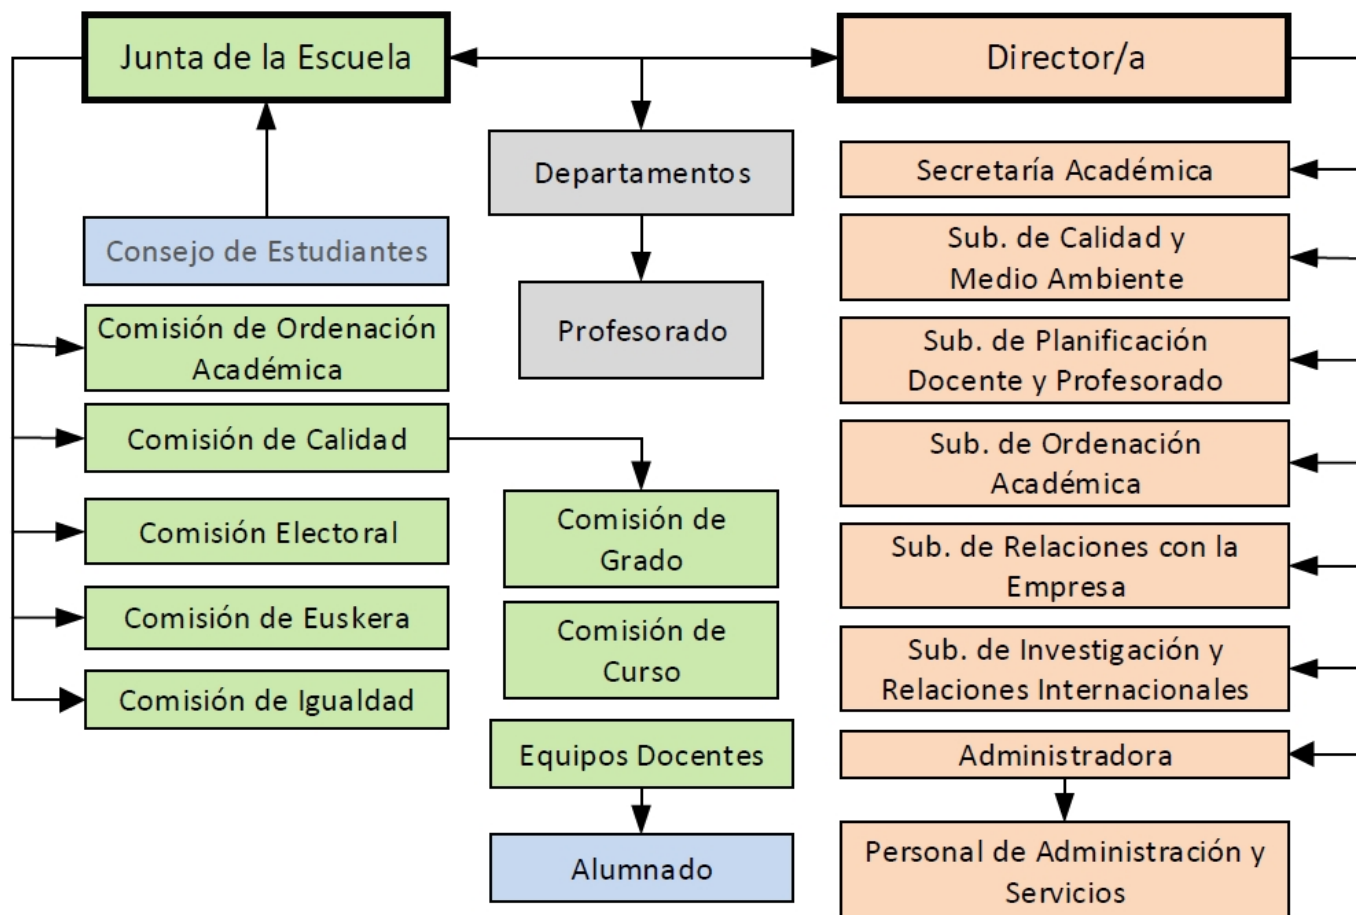 Junta de la Escuela
Director/a
Departamentos
Secretaría Académica
Consejo de Estudiantes
Sub. de Calidad y
Medio Ambiente
Comisión de Ordenación
Académica
Profesorado
Sub. de Planificación
Docente y Profesorado
Comisión de Calidad
Sub. de Ordenación
Académica
Comisión Electoral
Comisión de
Grado
Sub. de Relaciones con la
Empresa
Comisión de Euskera
Comisión de
Curso
Sub. de Investigación y
Relaciones Internacionales
Comisión de Igualdad
Equipos Docentes
Administradora
Alumnado
Personal de Administración y
Servicios